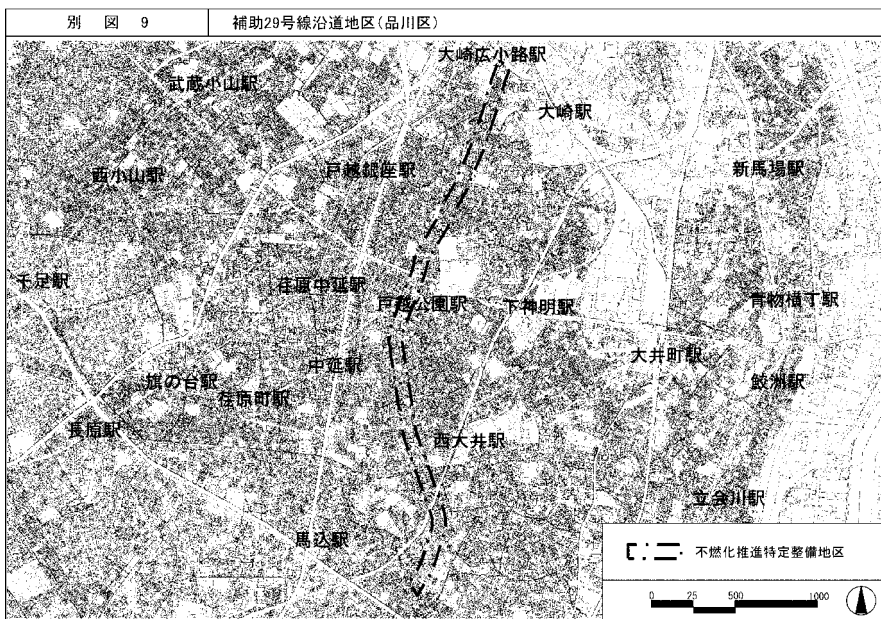 別 図 9
補助29号線沿道地区(品川区)
大崎広小路駅
武蔵小山駅
大崎駅
西小山駅
戸越銀座駅
新馬場駅
千足駅
荏原中延駅
戸越公園駅
下神明駅
青物横丁駅
大井町駅
中延駅
旗の台駅
荏原町駅
鮫洲駅
長原駅
西大井駅
立会川駅
馬込駅
不燃化推進特定整備地区
0 25 500 1000